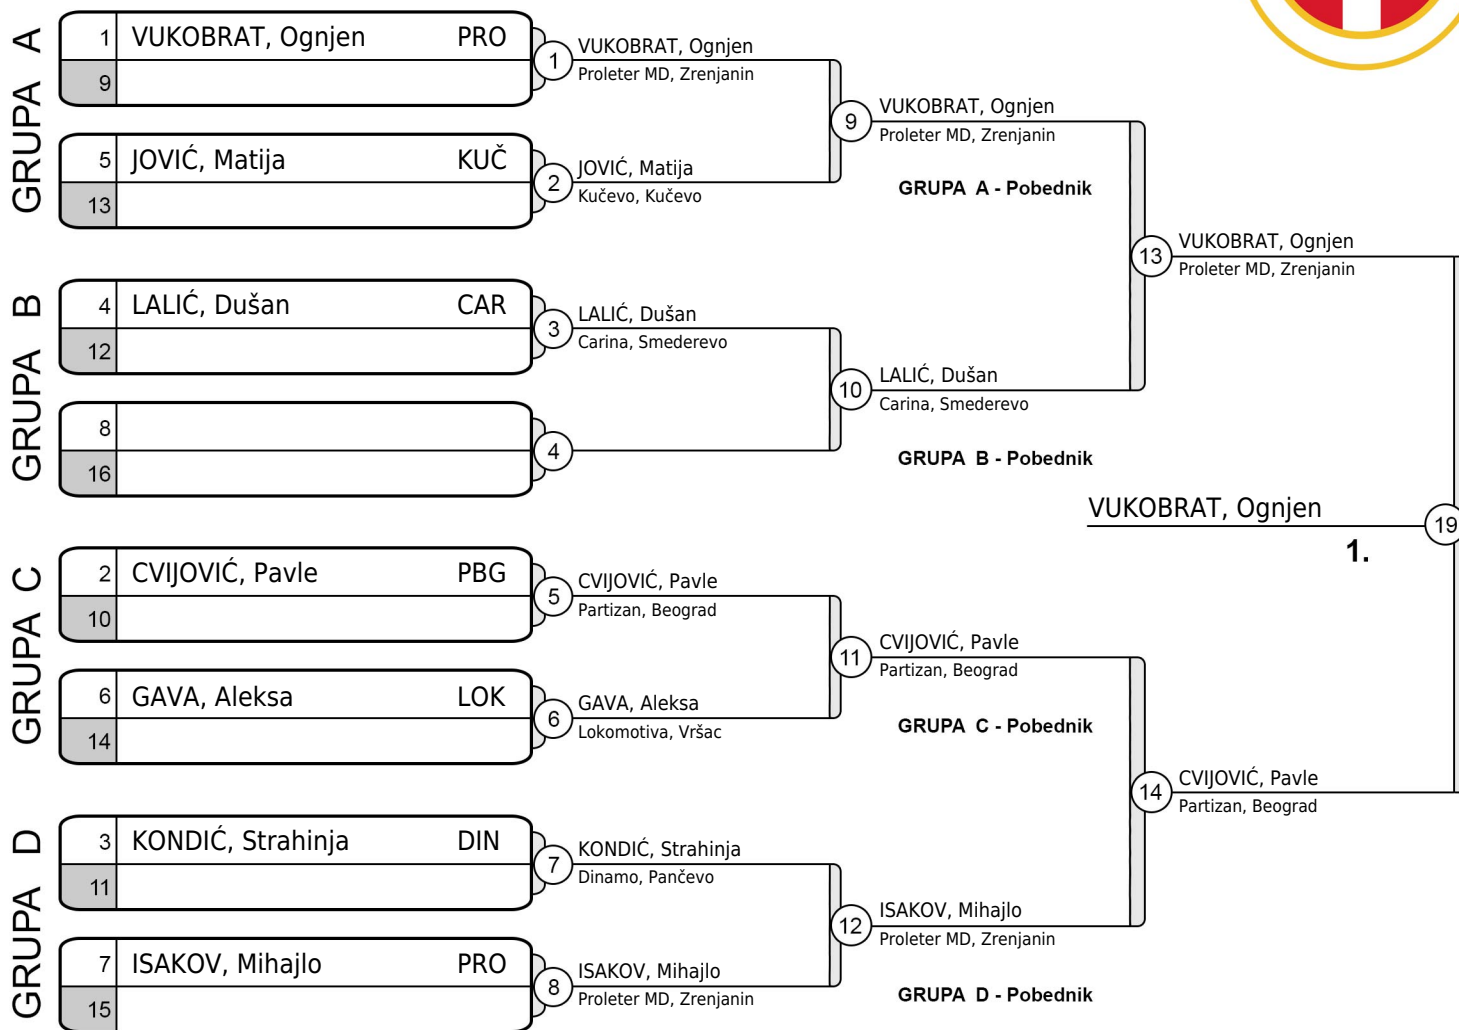 GRUPA A
1 VUKOBRAT, Ognjen PRO
9
1
VUKOBRAT, Ognjen
Proleter MD, Zrenjanin
5 JOVIĆ, Matija KUČ
13
2
JOVIĆ, Matija
Kučevo, Kučevo
9
VUKOBRAT, Ognjen
Proleter MD, Zrenjanin
GRUPA A - Pobednik
GRUPA B
4 LALIĆ, Dušan CAR
12
3
LALIĆ, Dušan
Carina, Smederevo
8
16
4
10
LALIĆ, Dušan
Carina, Smederevo
GRUPA B - Pobednik
13
VUKOBRAT, Ognjen
Proleter MD, Zrenjanin
VUKOBRAT, Ognjen
19
1.
GRUPA C
2 CVIJOVIĆ, Pavle PBG
10
5
CVIJOVIĆ, Pavle
Partizan, Beograd
6 GAVA, Aleksa LOK
14
6
GAVA, Aleksa
Lokomotiva, Vršac
11
CVIJOVIĆ, Pavle
Partizan, Beograd
GRUPA C - Pobednik
14
CVIJOVIĆ, Pavle
Partizan, Beograd
GRUPA D
3 KONDIĆ, Strahinja DIN
11
7
KONDIĆ, Strahinja
Dinamo, Pančevo
7 ISAKOV, Mihajlo PRO
15
8
ISAKOV, Mihajlo
Proleter MD, Zrenjanin
12
ISAKOV, Mihajlo
Proleter MD, Zrenjanin
GRUPA D - Pobednik